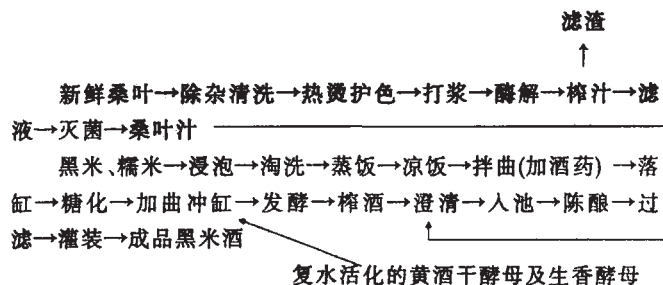 滤渣
↑
新鲜桑叶→除杂清洗→热烫护色→打浆→酶解→榨汁→滤
液→灭菌→桑叶汁
黑米、糯米→浸泡→淘洗→蒸饭→凉饭→拌曲(加酒药)→落
缸→糖化→加曲冲缸→发酵→榨酒→澄清→入池→陈酿→过
滤→灌装→成品黑米酒
复水活化的黄酒干酵母及生香酵母